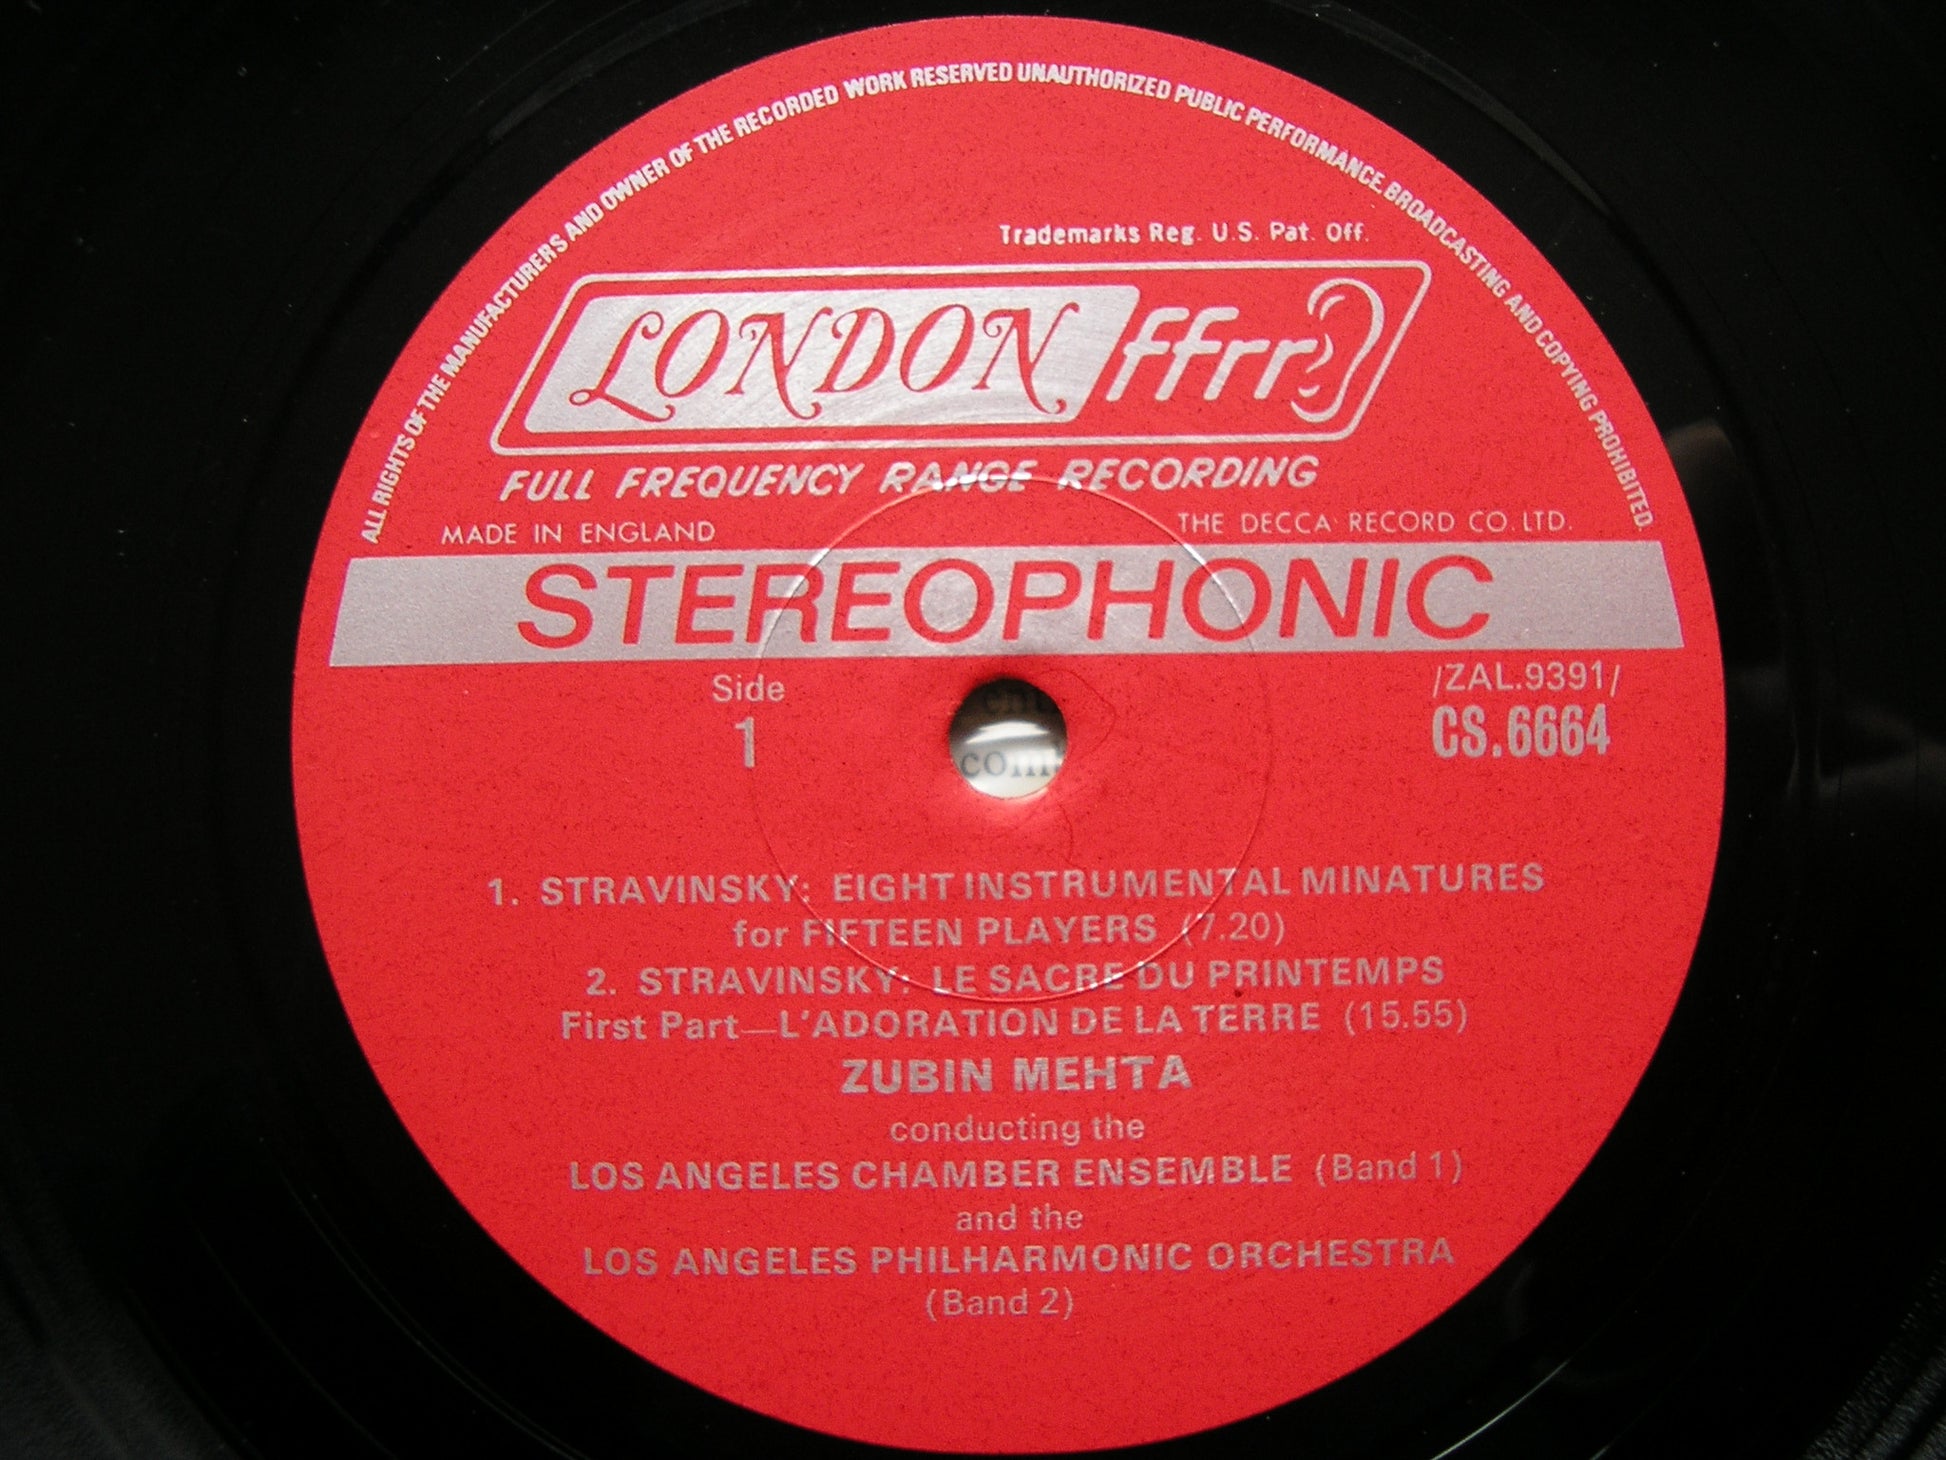 ALL RIGHTS OF THE MANUFACTURERS AND OWNER OF THE RECORDED WORK RESERVED UNAUTHORIZED PUBLIC PERFORMANCE, BROADCASTING AND COPYING PROHIBITED.
Trademarks Reg. U.S. Pat. Off.
LONDON ffrr
FULL FREQUENCY RANGE RECORDING
MADE IN ENGLAND THE DECCA RECORD CO. LTD.
STEREOPHONIC
Side /ZAL.9391/
1 CS.6664
com
1. STRAVINSKY: EIGHT INSTRUMENTAL MINATURES
for FIFTEEN PLAYERS (7.20)
2. STRAVINSKY: LE SACRE DU PRINTEMPS
First Part—L'ADORATION DE LA TERRE (15.55)
ZUBIN MEHTA
conducting the
LOS ANGELES CHAMBER ENSEMBLE (Band 1)
and the
LOS ANGELES PHILHARMONIC ORCHESTRA
(Band 2)